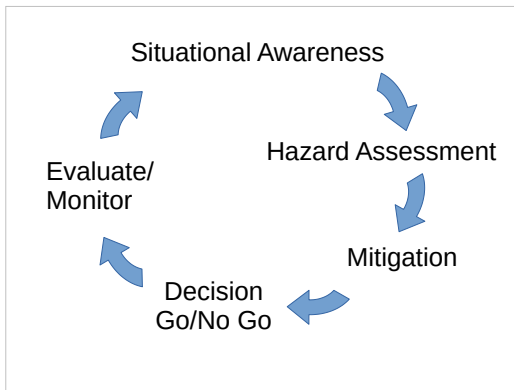 Situational Awareness
Hazard Assessment
Mitigation
Decision
Go/No Go
Evaluate/
Monitor